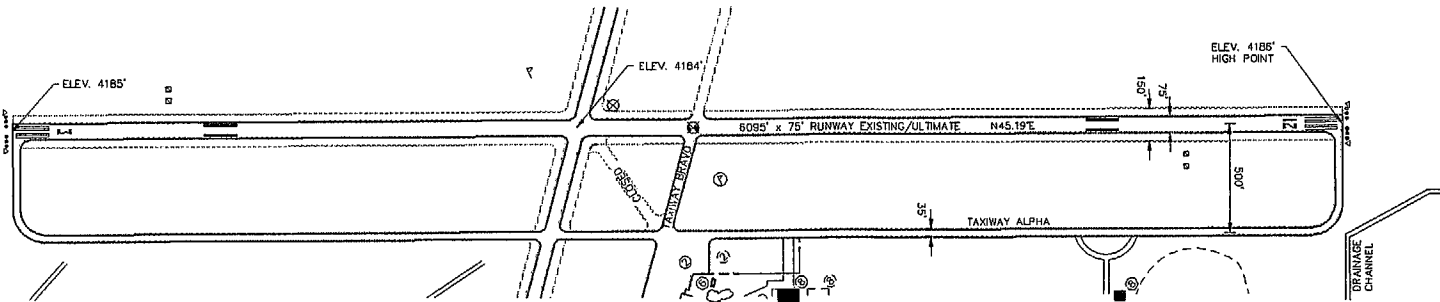 ELEV. 4186'
HIGH POINT
ELEV. 4185'
ELEV. 4184'
150'
75'
6095' x 75' RUNWAY EXISTING/ULTIMATE N45.19°E
21
CLOSED
TAXIWAY BRAVO
500'
35'
TAXIWAY ALPHA
DRAINAGE
CHANNEL